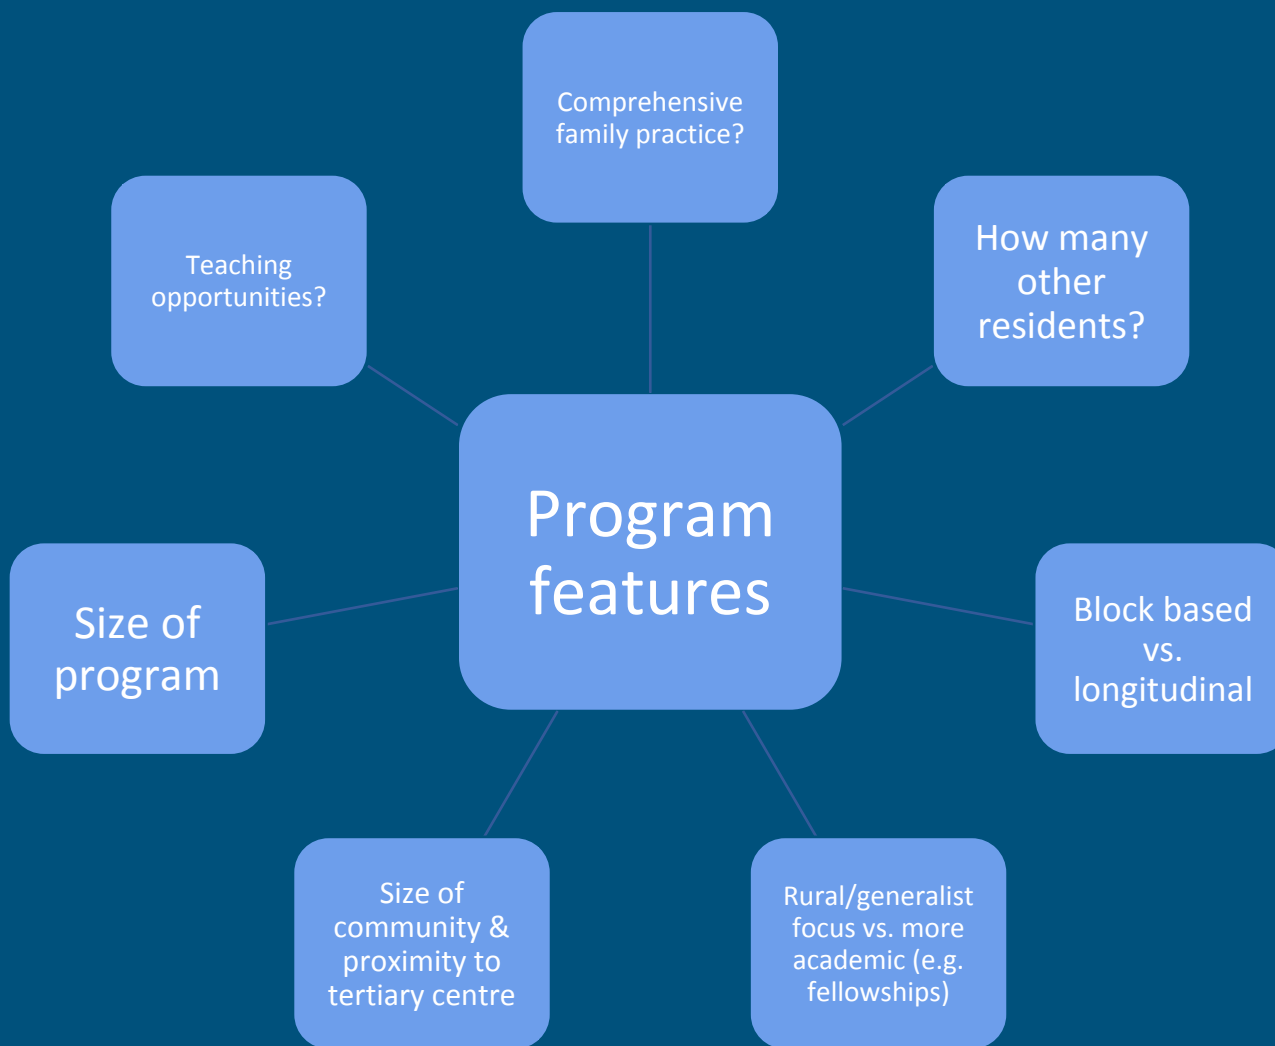 Comprehensive
family practice?
How many
other
residents?
Teaching
opportunities?
Program
features
Block based
vs.
longitudinal
Size of
program
Size of
community &
proximity to
tertiary centre
Rural/generalist
focus vs. more
academic (e.g.
fellowships)